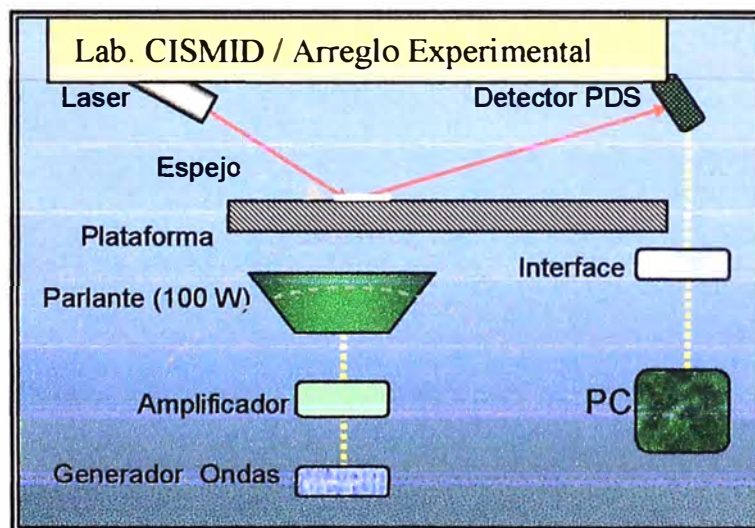 Lab. CISMID / Arreglo Experimental
Laser
Detector PDS
Espejo
Plataforma
Interface
Parlante (100 W)
Amplificador
PC
Generador Ondas